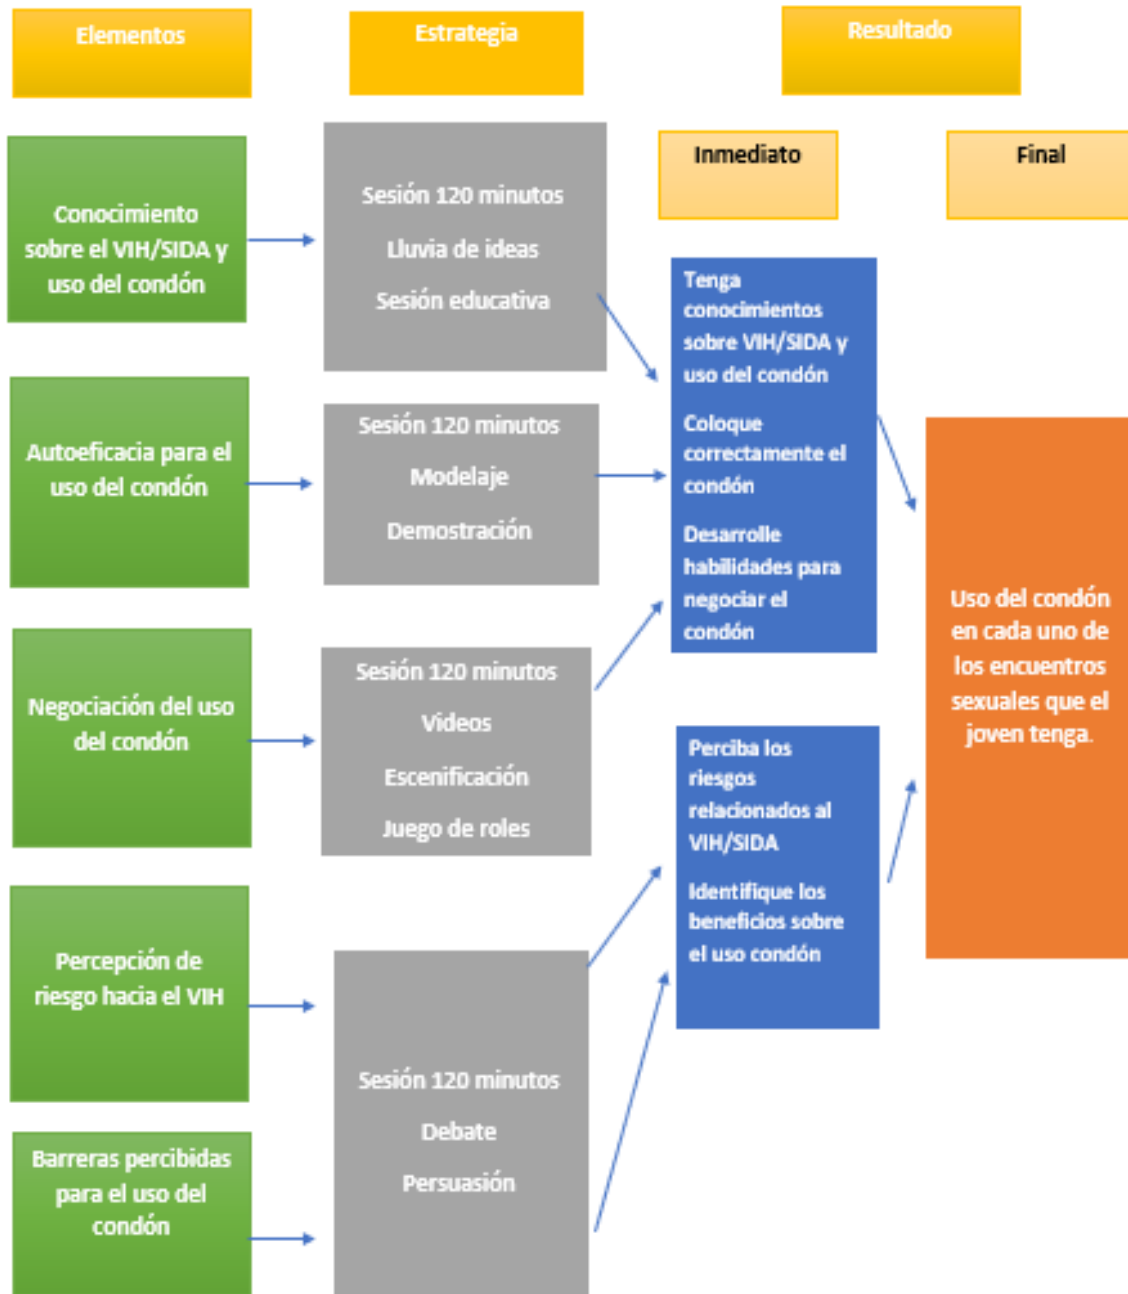 Elementos
Estrategia
Resultado
Inmediato
Final
Conocimiento
sobre el VIH/SIDA y
uso del condón
Sesión 120 minutos
Lluvia de ideas
Sesión educativa
Tenga
conocimientos
sobre VIH/SIDA y
uso del condón
Coloque
correctamente el
condón
Desarrolle
habilidades para
negociar el
condón
Autoeficacia para el
uso del condón
Sesión 120 minutos
Modelaje
Demostración
Negociación del uso
del condón
Sesión 120 minutos
Videos
Escenificación
Juego de roles
Uso del condón
en cada uno de
los encuentros
sexuales que el
joven tenga.
Perciba los
riesgos
relacionados al
VIH/SIDA
Identifique los
beneficios sobre
el uso condón
Percepción de
riesgo hacia el VIH
Sesión 120 minutos
Debate
Persuasión
Barreras percibidas
para el uso del
condón